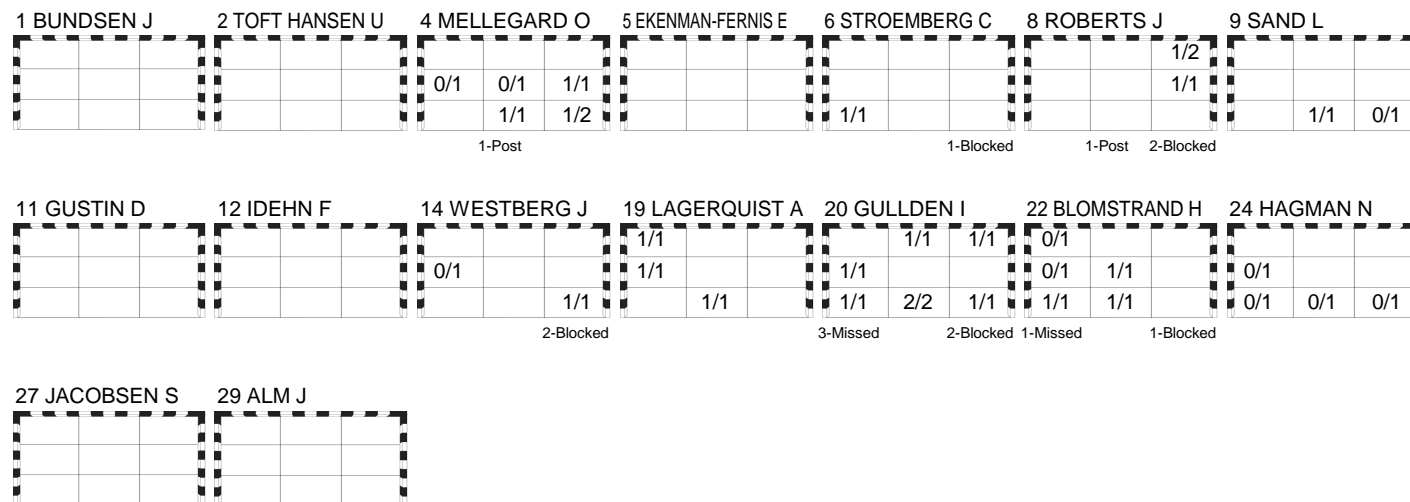 1 BUNDSEN J 2 TOFT HANSEN U 4 MELLEGARD O 5 EKENMAN-FERNIS E 6 STROEMBERG C 8 ROBERTS J 9 SAND L
1/2
0/1 0/1 1/1 1/1
1/1 1/2 1/1 1/1 0/1
1-Post 1-Blocked 1-Post 2-Blocked
11 GUSTIN D 12 IDEHN F 14 WESTBERG J 19 LAGERQUIST A 20 GULLDEN I 22 BLOMSTRAND H 24 HAGMAN N
1/1 1/1 1/1 0/1
0/1 1/1 1/1 0/1 1/1 0/1
1/1 1/1 1/1 2/2 1/1 1/1 1/1 0/1 0/1 0/1
2-Blocked 3-Missed 2-Blocked 1-Missed 1-Blocked
27 JACOBSEN S 29 ALM J